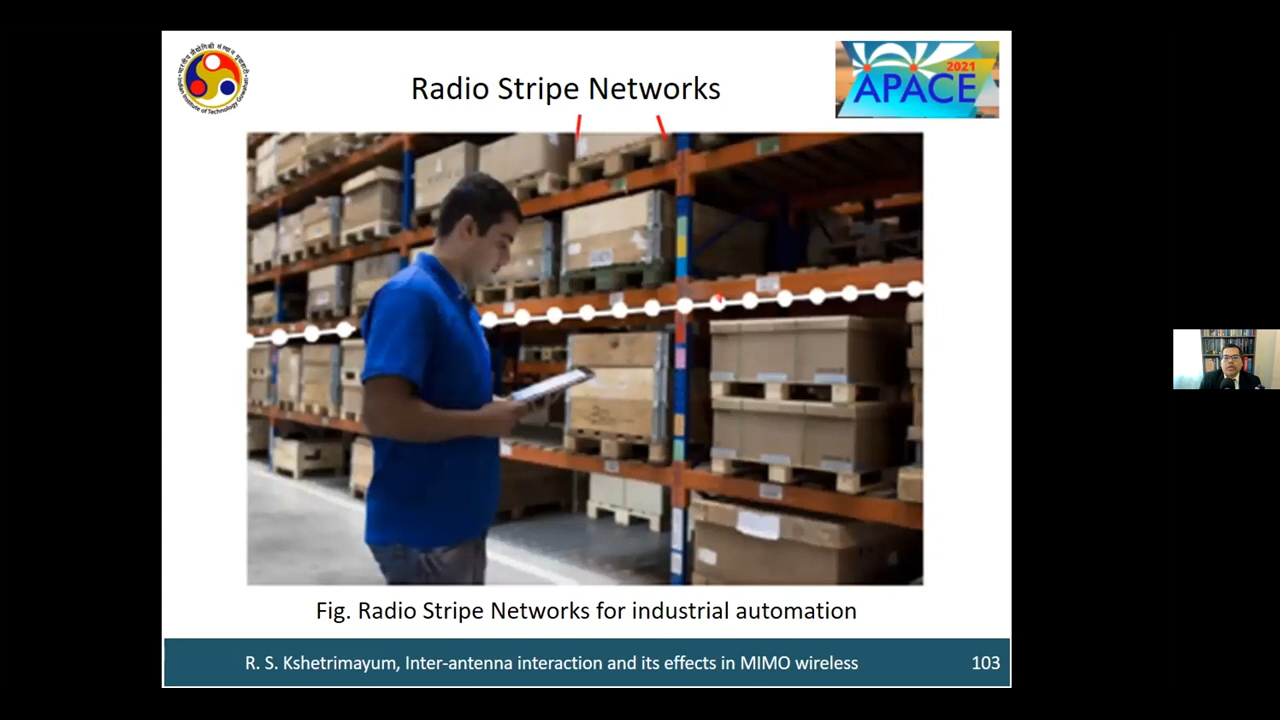 Radio Stripe Networks
2021
APACE
Fig. Radio Stripe Networks for industrial automation
R. S. Kshetrimayum, Inter-antenna interaction and its effects in MIMO wireless
103